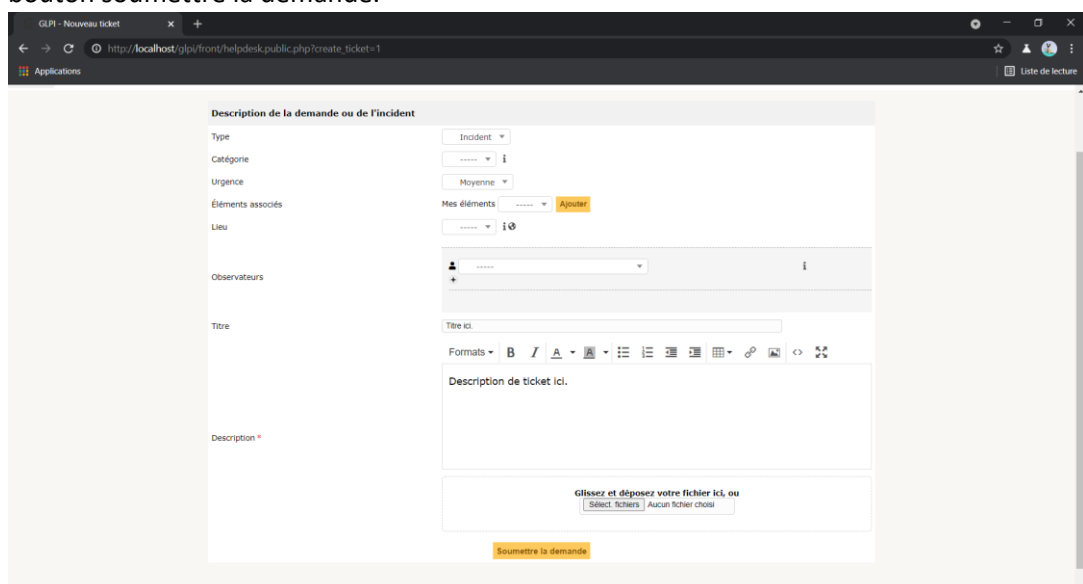 bouton soumettre la demande.
GLPI - Nouveau ticket × +
http://localhost/glpi/front/helpdesk.public.php?create_ticket=1
Applications
Liste de lecture
Description de la demande ou de l'incident
Type Incident
Catégorie -----
Urgence Moyenne
Éléments associés Mes éléments ----- Ajouter
Lieu -----
Observateurs -----
Titre Titre ici.
Formats B I A A
Description de ticket ici.
Description *
Glissez et déposez votre fichier ici, ou
Sélect. fichiers Aucun fichier choisi
Soumettre la demande